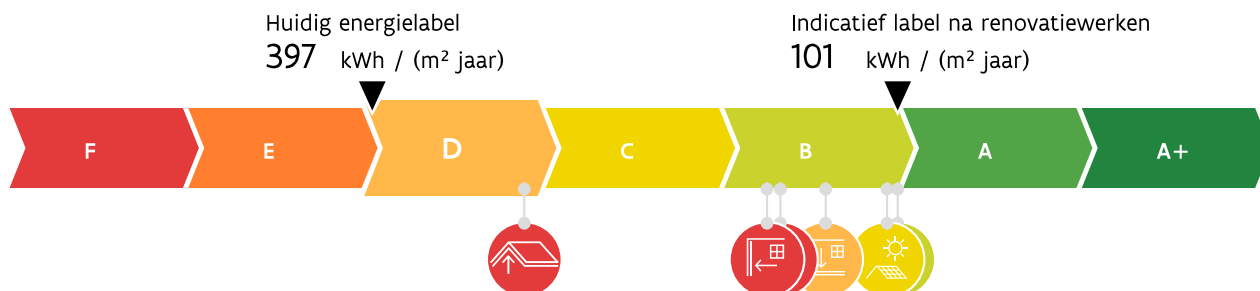 Huidig energielabel
397 kWh / (m² jaar)
Indicatief label na renovatiewerken
101 kWh / (m² jaar)
F E D C B A A+